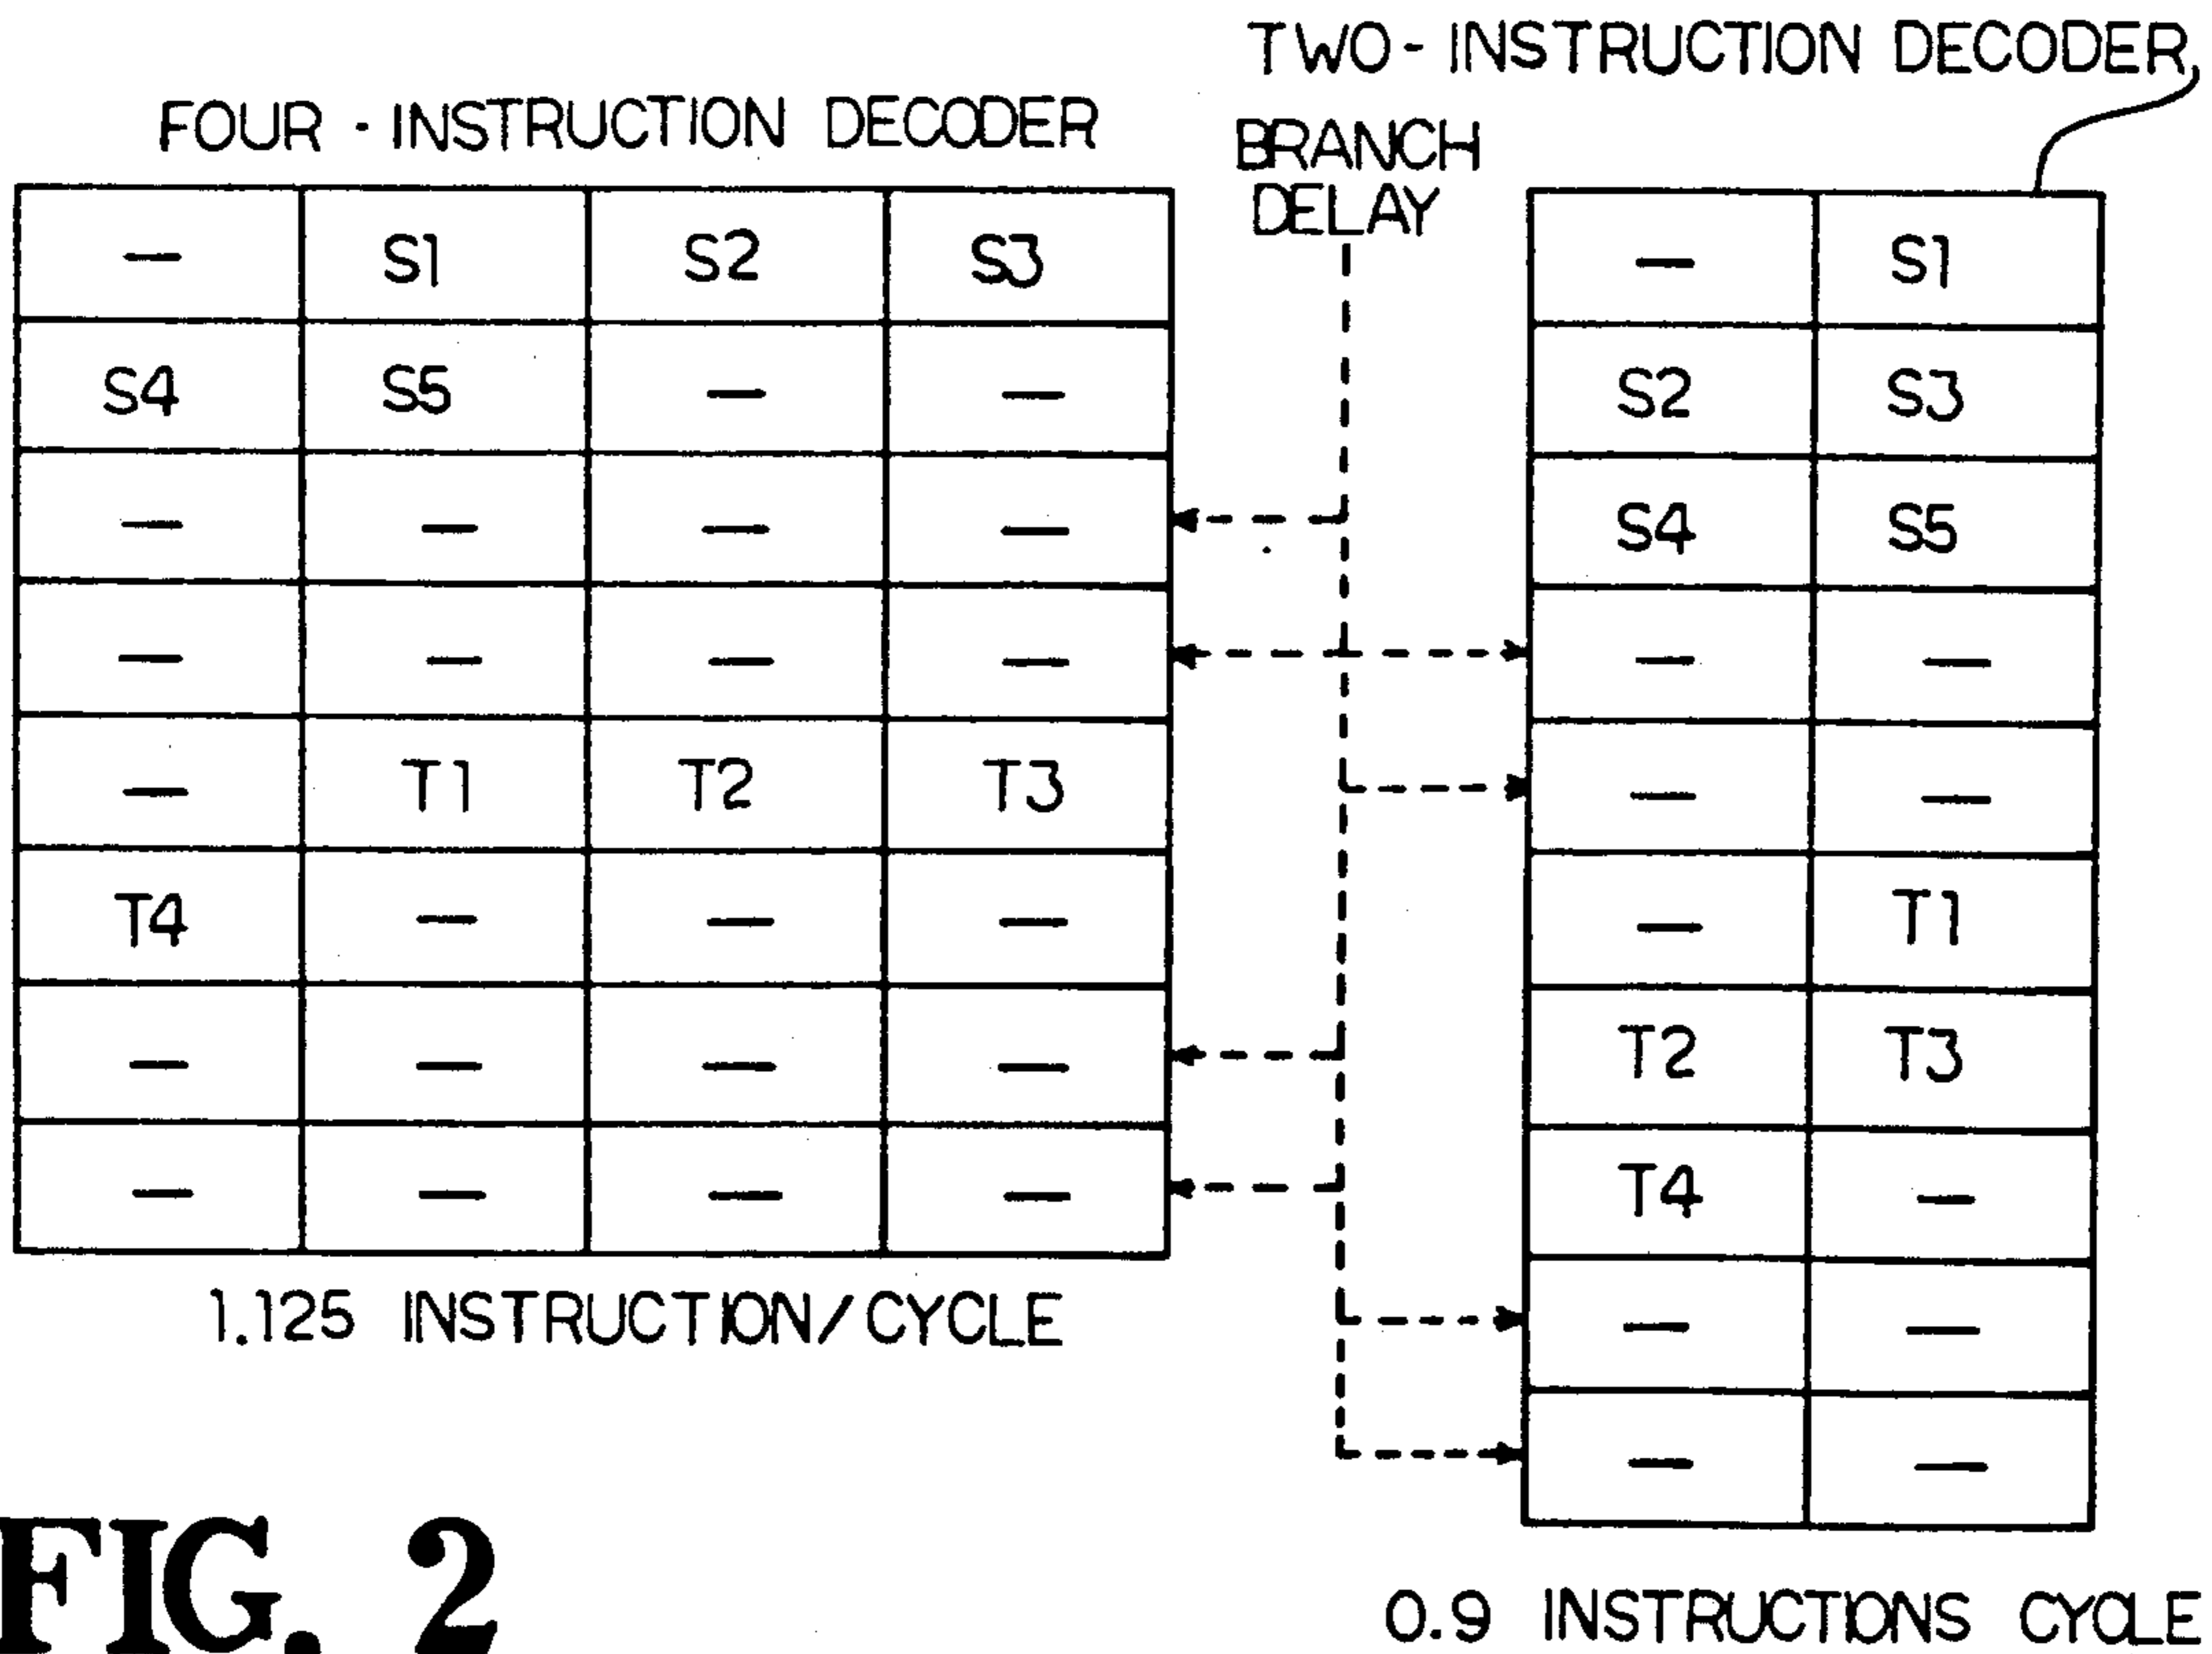 TWO-INSTRUCTION DECODER
FOUR-INSTRUCTION DECODER
BRANCH
DELAY
— S1 S2 S3
S4 S5 — —
— — — —
— — — —
— T1 T2 T3
T4 — — —
— — — —
— — — —
1.125 INSTRUCTION/CYCLE
— S1
S2 S3
S4 S5
— —
— —
— T1
T2 T3
T4 —
— —
— —
0.9 INSTRUCTIONS CYCLE
FIG. 2